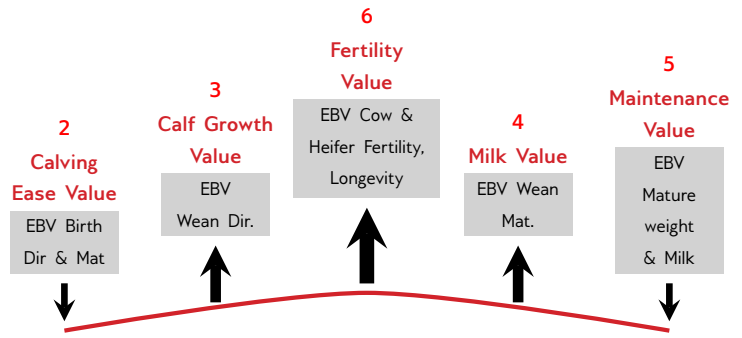 2
Calving
Ease Value
EBV Birth
Dir & Mat
3
Calf Growth
Value
EBV
Wean Dir.
6
Fertility
Value
EBV Cow &
Heifer Fertility,
Longevity
4
Milk Value
EBV Wean
Mat.
5
Maintenance
Value
EBV
Mature
weight
& Milk